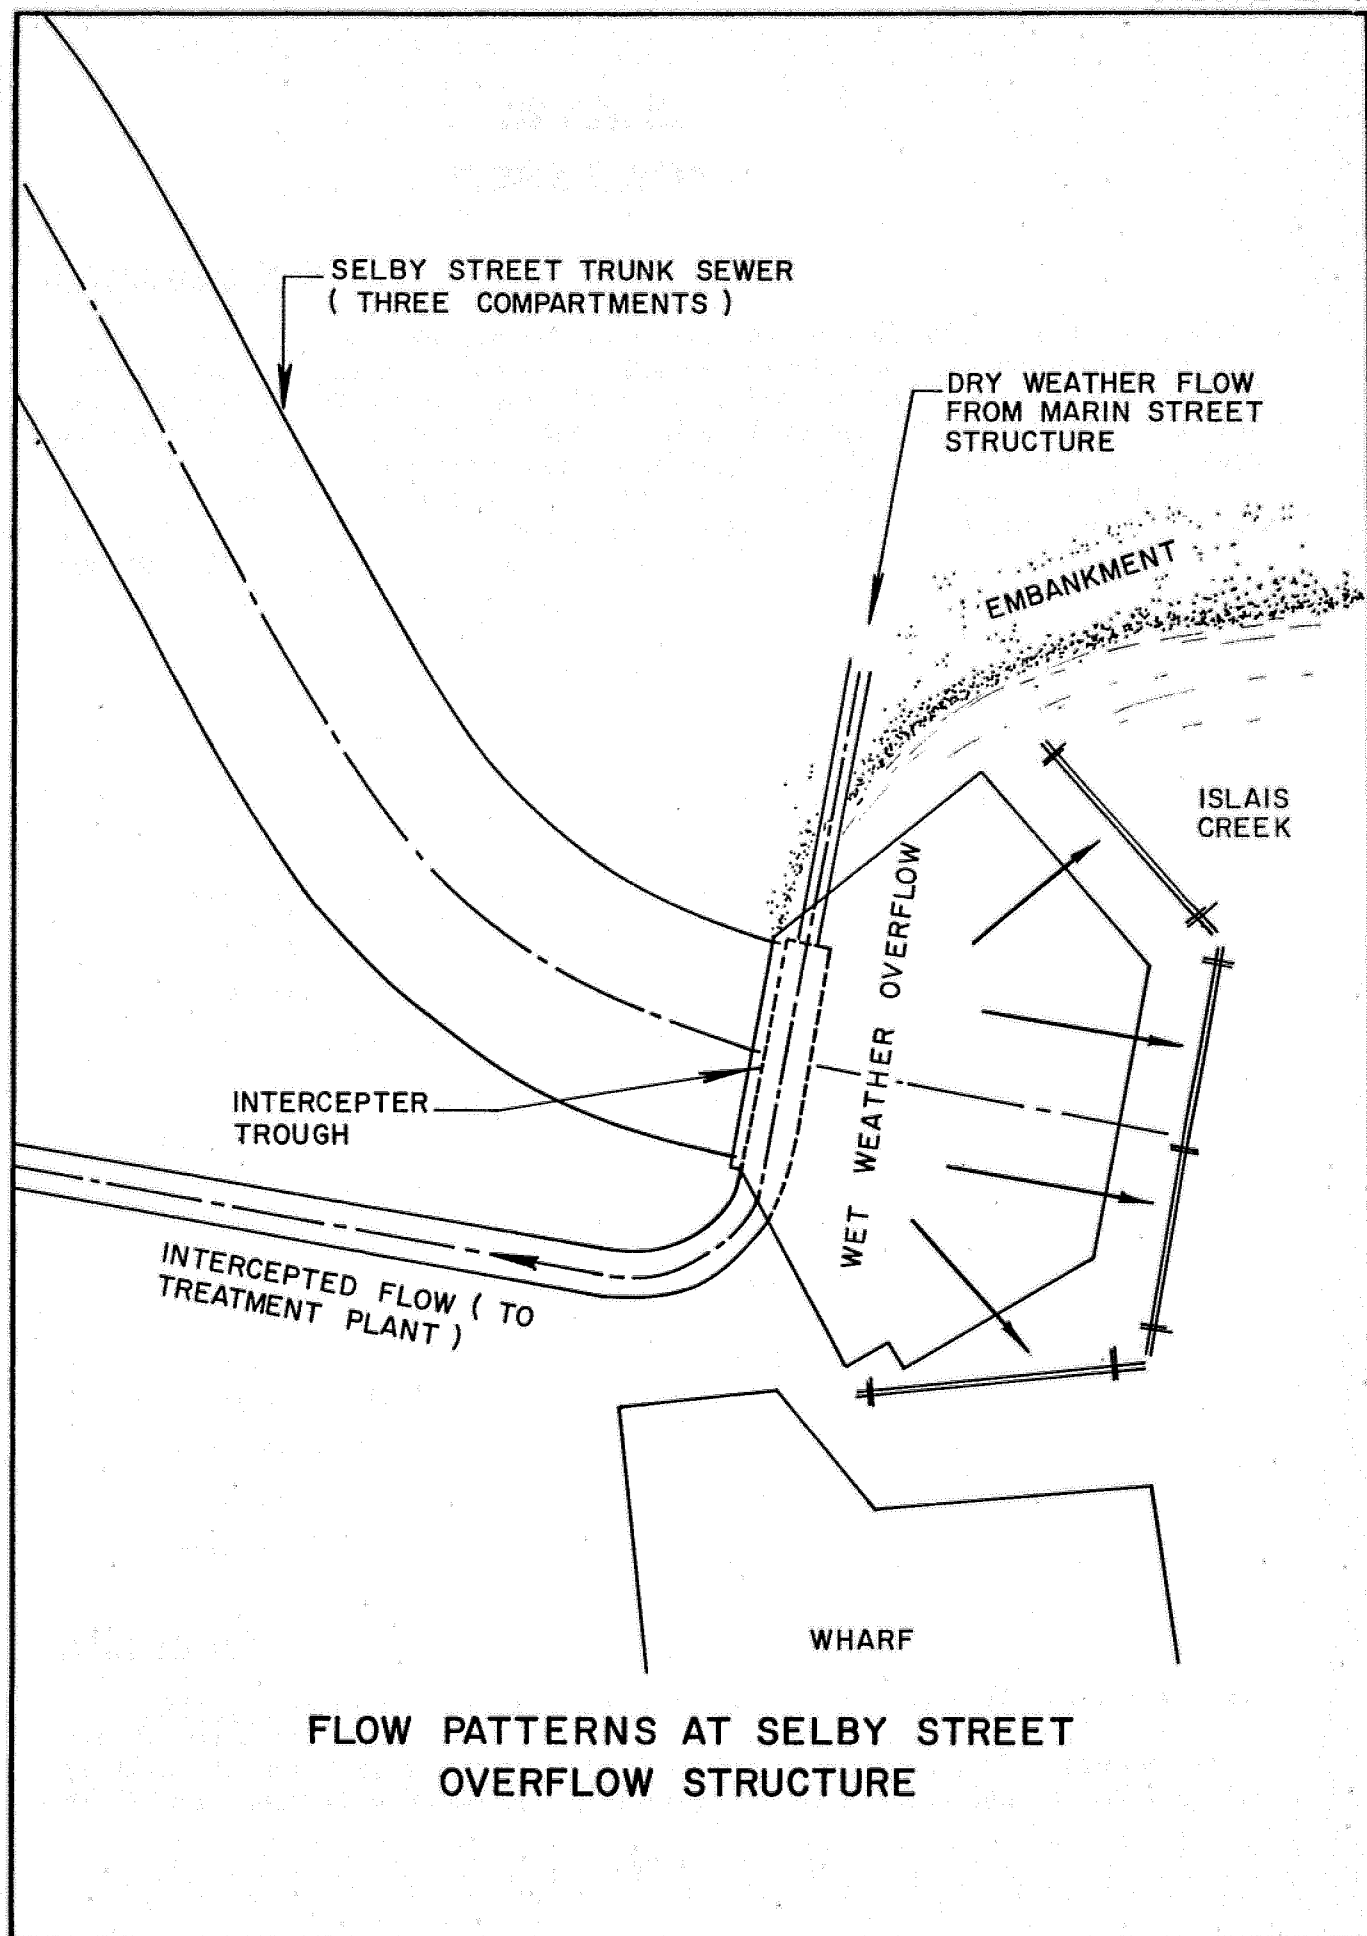 SELBY STREET TRUNK SEWER
( THREE COMPARTMENTS )
DRY WEATHER FLOW
FROM MARIN STREET
STRUCTURE
EMBANKMENT
ISLAIS
CREEK
WET WEATHER OVERFLOW
INTERCEPTER
TROUGH
INTERCEPTED FLOW ( TO
TREATMENT PLANT )
WHARF
FLOW PATTERNS AT SELBY STREET
OVERFLOW STRUCTURE